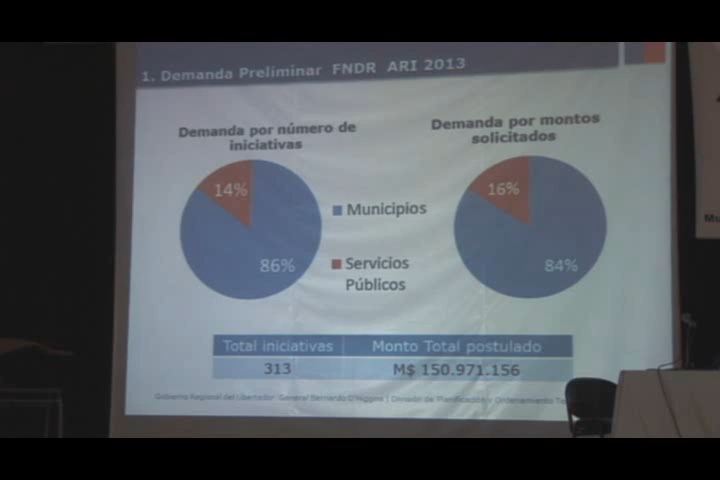 1. Demanda Preliminar FNDR ARI 2013
Demanda por número de
iniciativas
14%
86%
Municipios
Servicios
Públicos
Demanda por montos
solicitados
16%
84%
Total iniciativas Monto Total postulado
313 M$ 150.971.156
Gobierno Regional del Libertador General Bernardo O'Higgins | División de Planificación y Ordenamiento